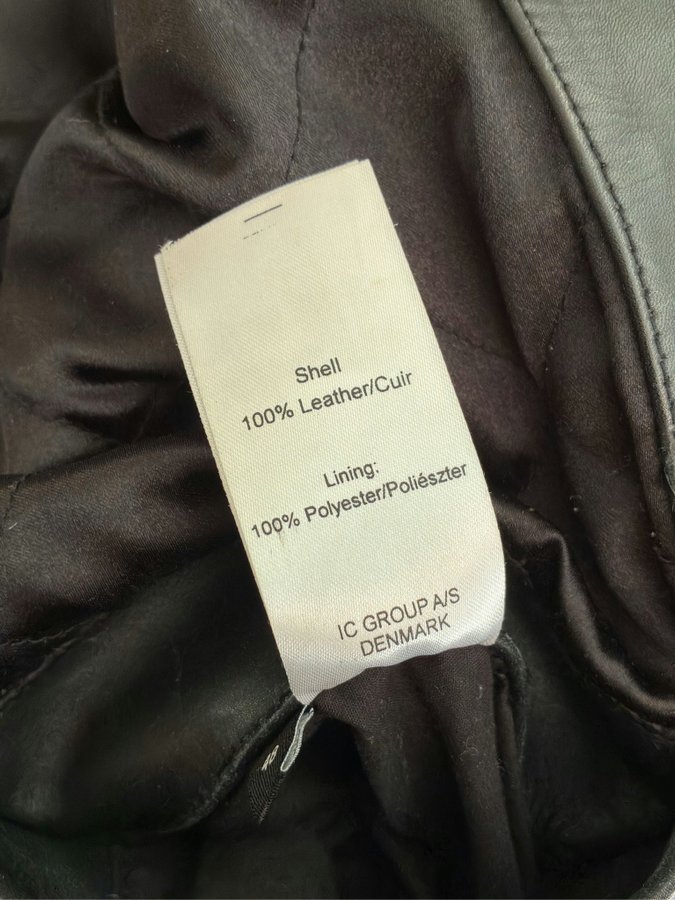 Shell
100% Leather/Cuir
Lining:
100% Polyester/Poliészter
IC GROUP A/S
DENMARK